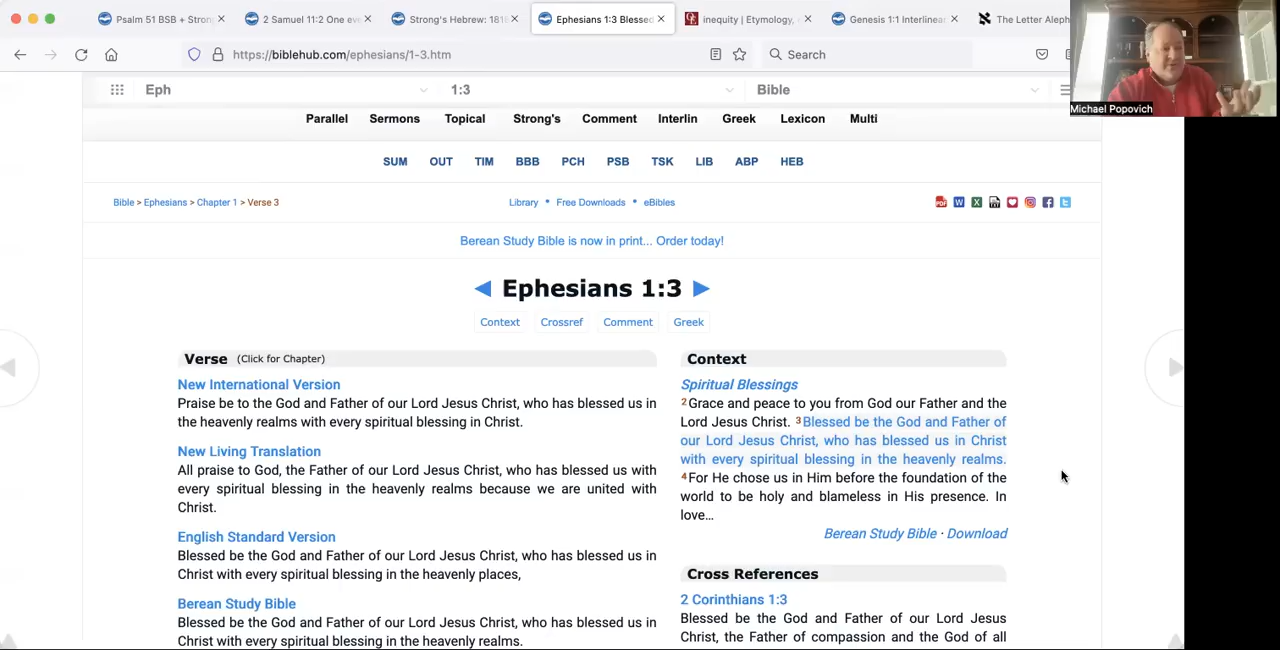 Psalm 51 BSB + Stron
2 Samuel 11:2 One eve
Strong's Hebrew: 181
Ephesians 1:3 Blessed
inequity | Etymology,
Genesis 1:1 Interlinea
The Letter Aleph
https://biblehub.com/ephesians/1-3.htm
Search
Michael Popovich
Eph
1:3
Bible
Parallel Sermons Topical Strong's Comment Interlin Greek Lexicon Multi
SUM OUT TIM BBB PCH PSB TSK LIB ABP HEB
Bible > Ephesians > Chapter 1 > Verse 3
Library • Free Downloads • eBibles
Berean Study Bible is now in print... Order today!
◄ Ephesians 1:3 ►
Context Crossref Comment Greek
Verse (Click for Chapter)
New International Version
Praise be to the God and Father of our Lord Jesus Christ, who has blessed us in
the heavenly realms with every spiritual blessing in Christ.
New Living Translation
All praise to God, the Father of our Lord Jesus Christ, who has blessed us with
every spiritual blessing in the heavenly realms because we are united with
Christ.
English Standard Version
Blessed be the God and Father of our Lord Jesus Christ, who has blessed us in
Christ with every spiritual blessing in the heavenly places,
Berean Study Bible
Blessed be the God and Father of our Lord Jesus Christ, who has blessed us in
Christ with every spiritual blessing in the heavenly realms.
Context
Spiritual Blessings
2Grace and peace to you from God our Father and the
Lord Jesus Christ. 3Blessed be the God and Father of
our Lord Jesus Christ, who has blessed us in Christ
with every spiritual blessing in the heavenly realms.
4For He chose us in Him before the foundation of the
world to be holy and blameless in His presence. In
love…
Berean Study Bible · Download
Cross References
2 Corinthians 1:3
Blessed be the God and Father of our Lord Jesus
Christ, the Father of compassion and the God of all